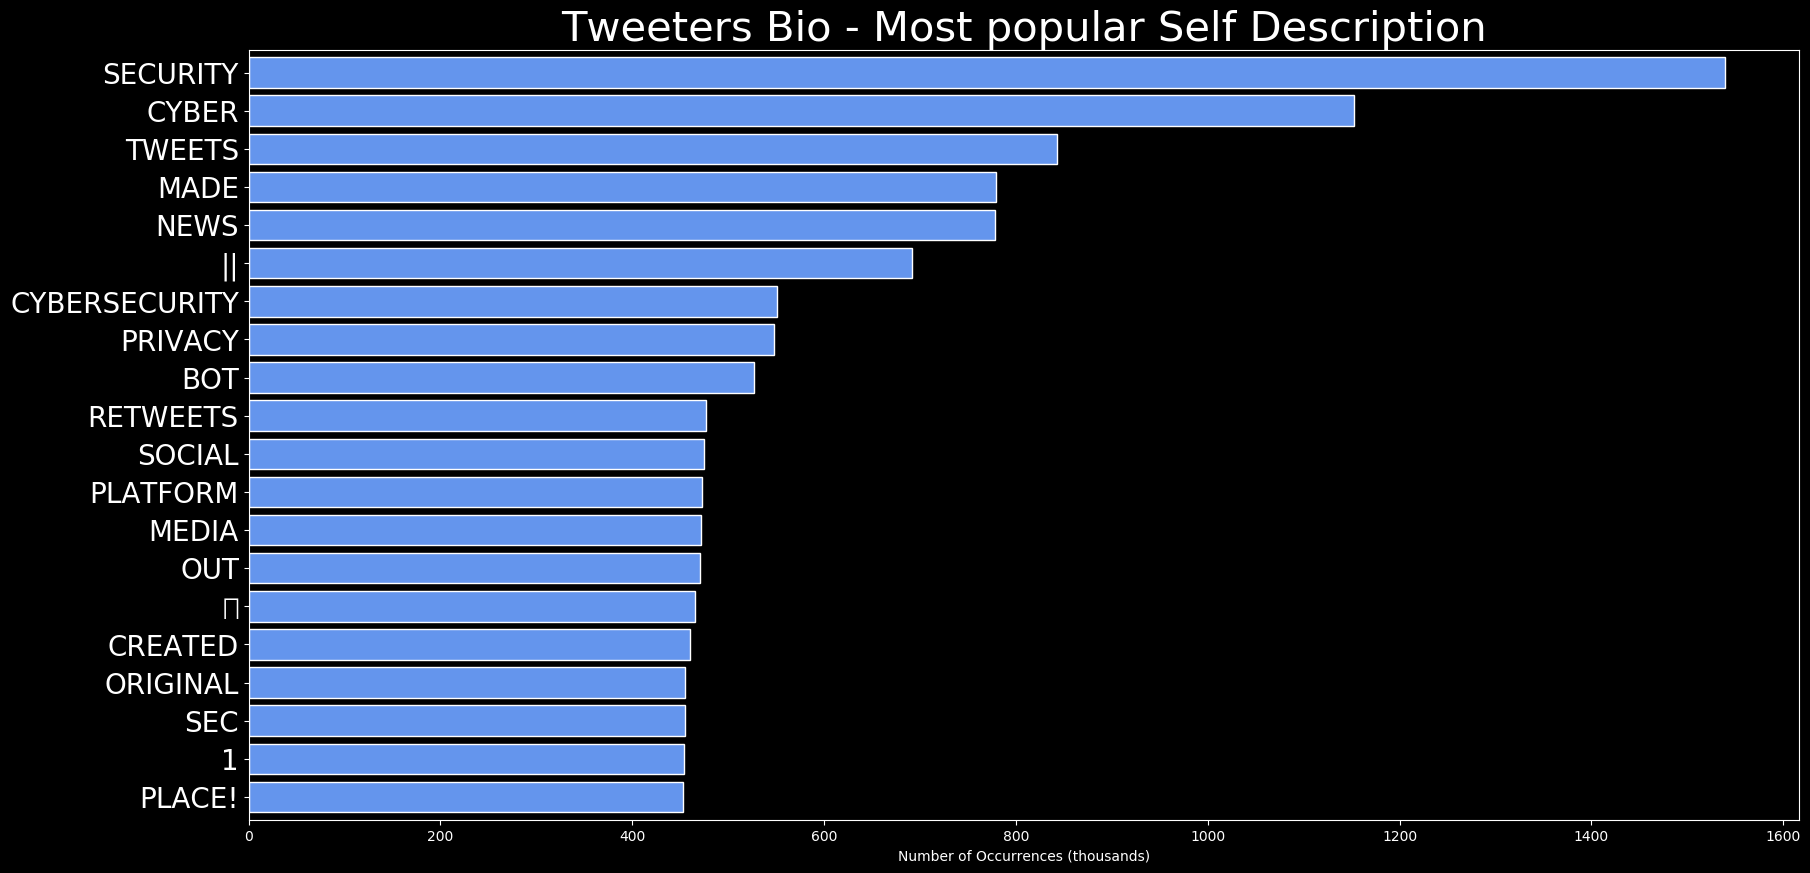 Tweeters Bio - Most popular Self Description
SECURITY
CYBER
TWEETS
MADE
NEWS
||
CYBERSECURITY
PRIVACY
BOT
RETWEETS
SOCIAL
PLATFORM
MEDIA
OUT
CREATED
ORIGINAL
SEC
1
PLACE!
0 200 400 600 800 1000 1200 1400 1600
Number of Occurrences (thousands)